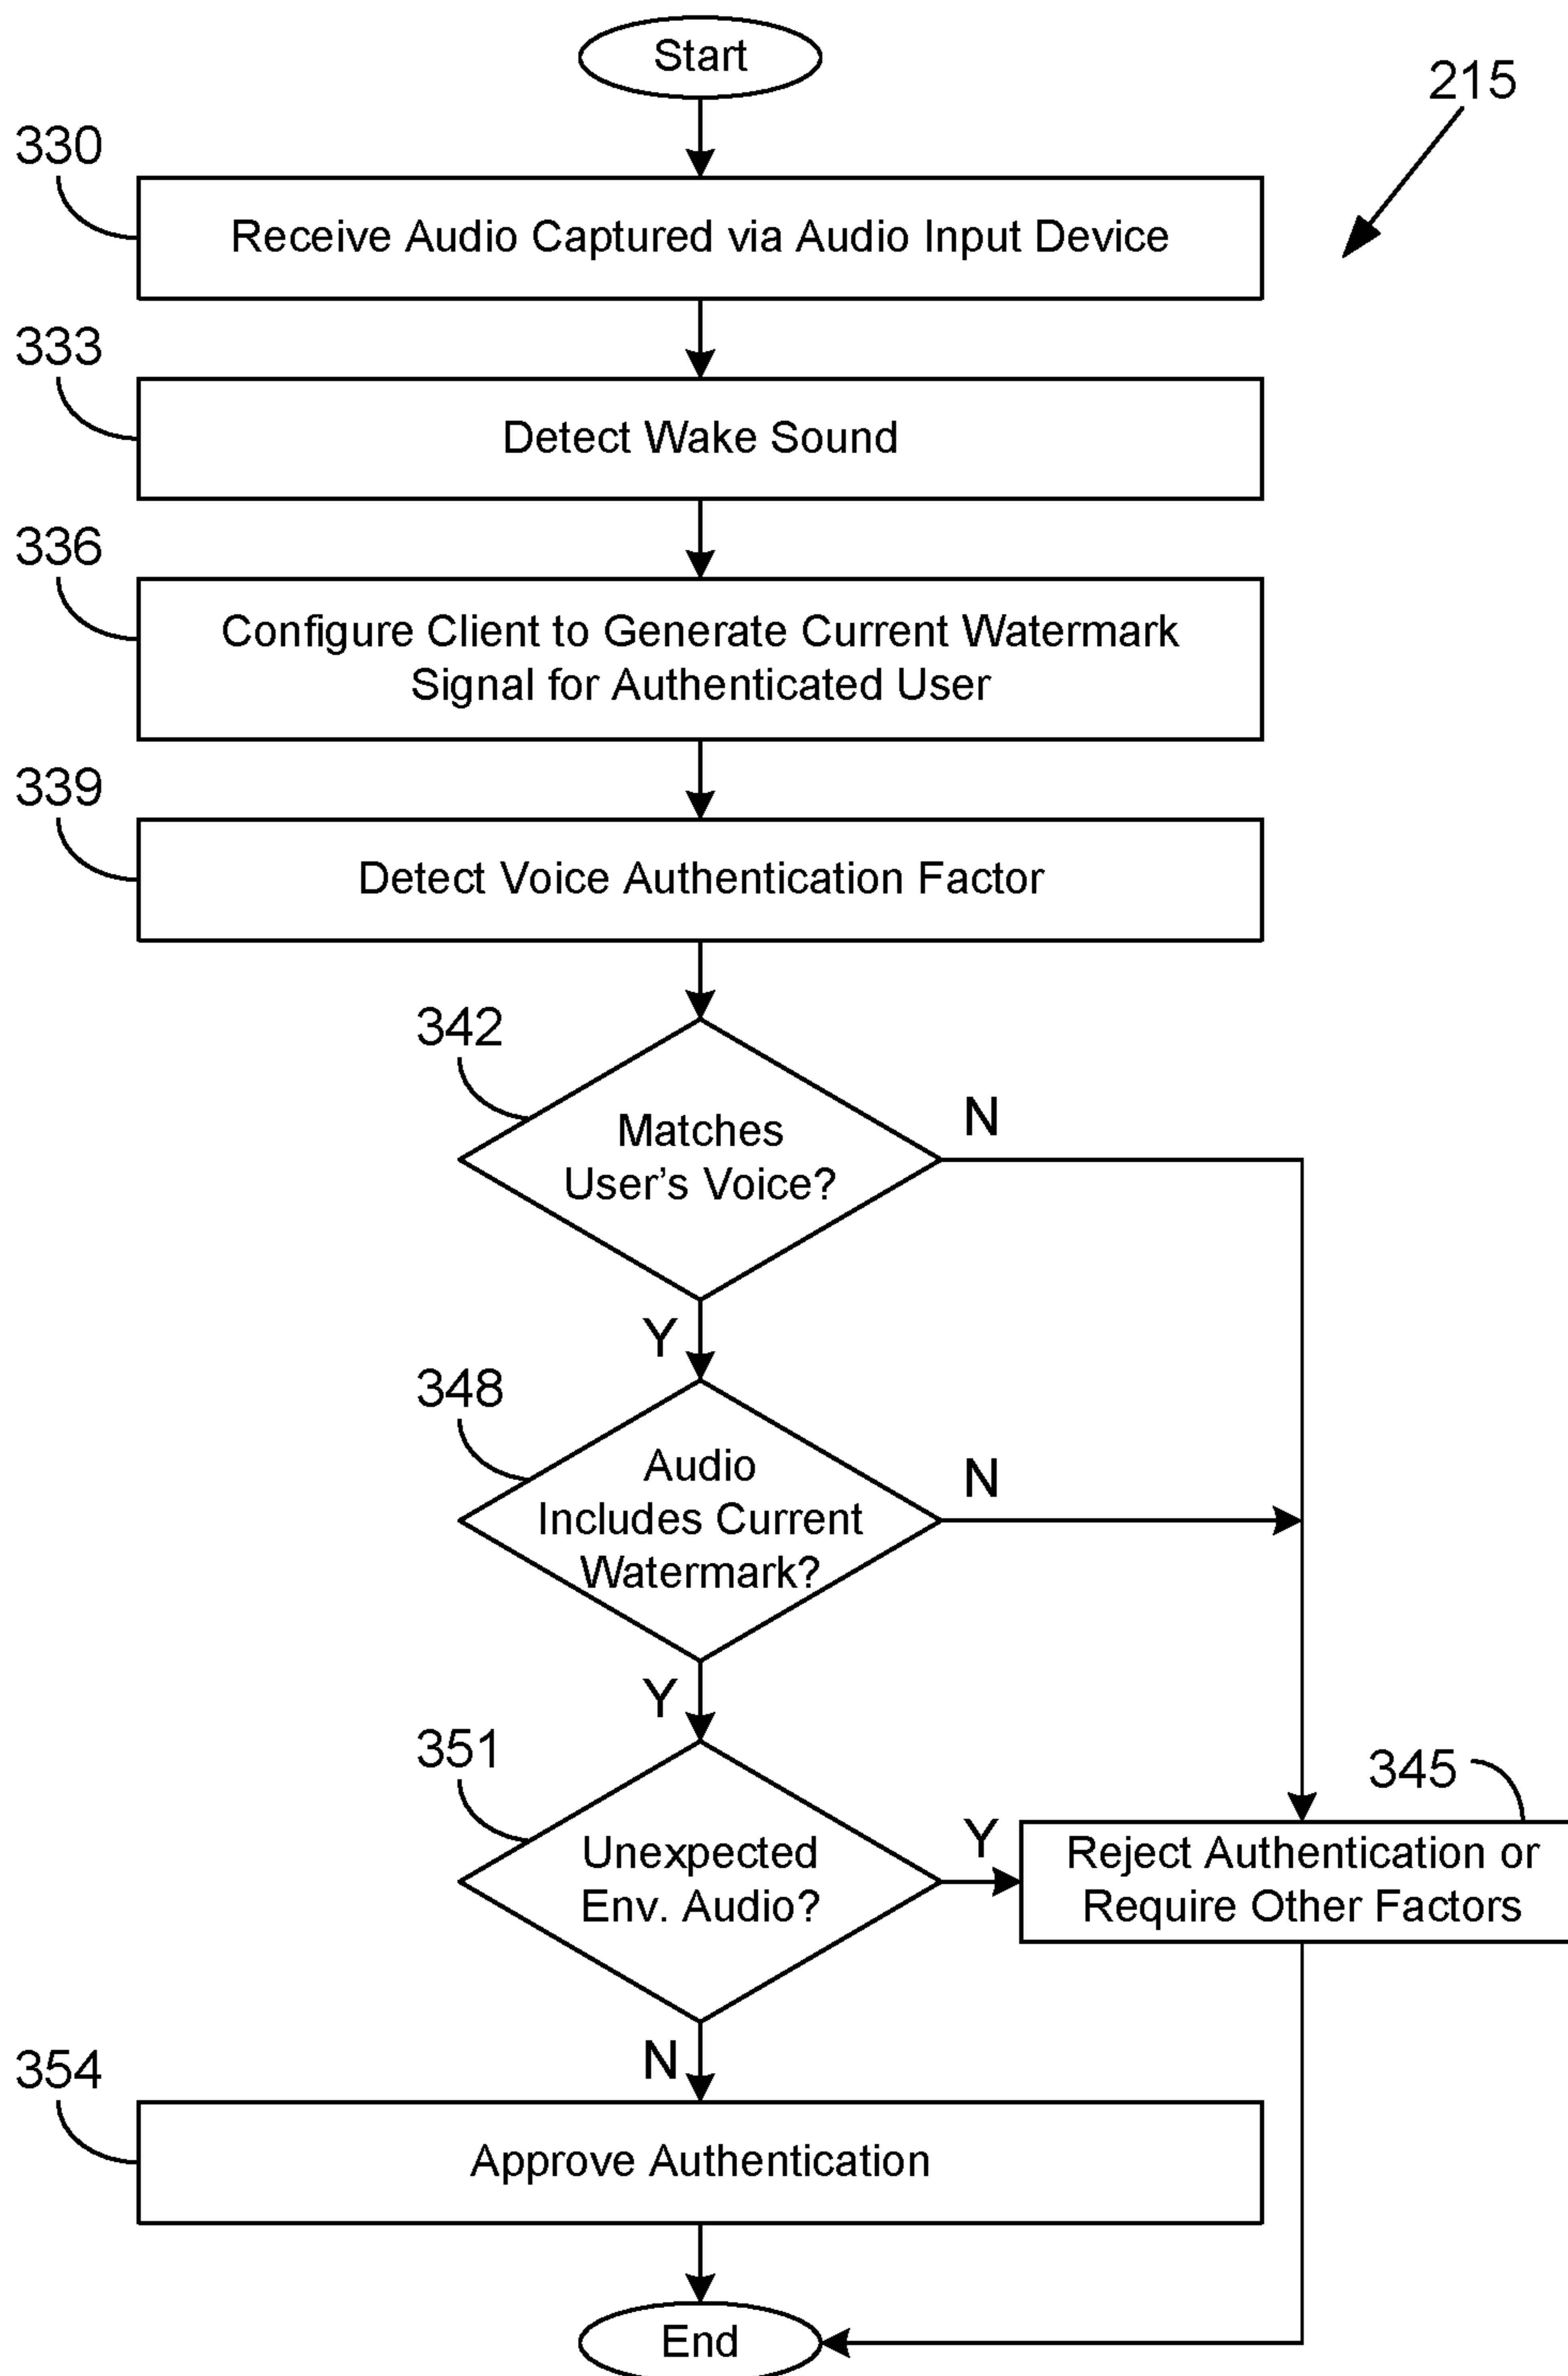 Start
215
330
Receive Audio Captured via Audio Input Device
333
Detect Wake Sound
336
Configure Client to Generate Current Watermark
Signal for Authenticated User
339
Detect Voice Authentication Factor
342
Matches
User's Voice?
N
Y
348
Audio
Includes Current
Watermark?
N
Y
351
Unexpected
Env. Audio?
Y
345
Reject Authentication or
Require Other Factors
N
354
Approve Authentication
End